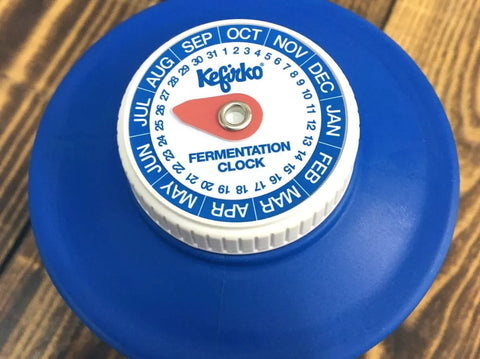 JAN FEB MAR APR MAY JUN JUL AUG SEP OCT NOV DEC
1 2 3 4 5 6 7 8 9 10 11 12 13 14 15 16 17 18 19 20 21 22 23 24 25 26 27 28 29 30 31
Kefirko
FERMENTATION
CLOCK